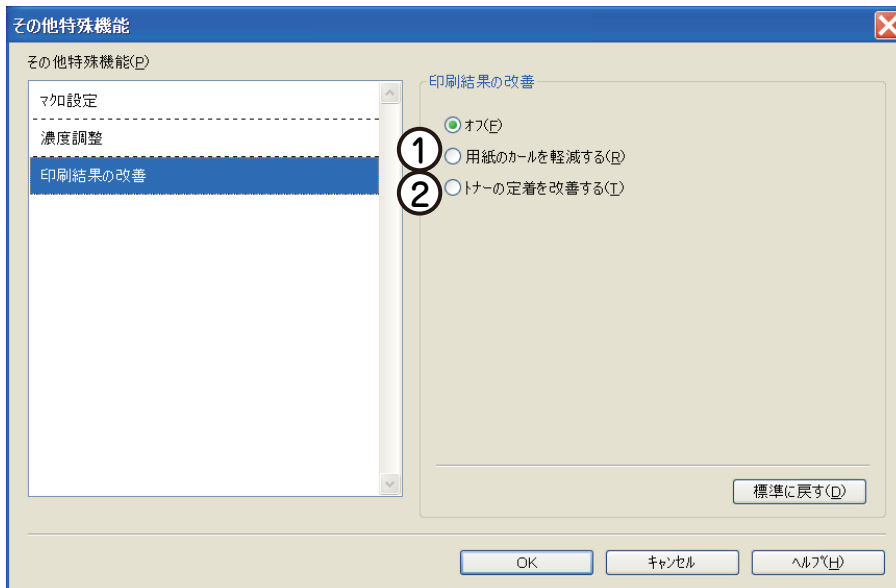 その他特殊機能
その他特殊機能(P)
マクロ設定
濃度調整
印刷結果の改善
印刷結果の改善
オフ(F)
① 用紙のカールを軽減する(R)
② トナーの定着を改善する(T)
標準に戻す(D)
OK キャンセル ヘルプ(H)